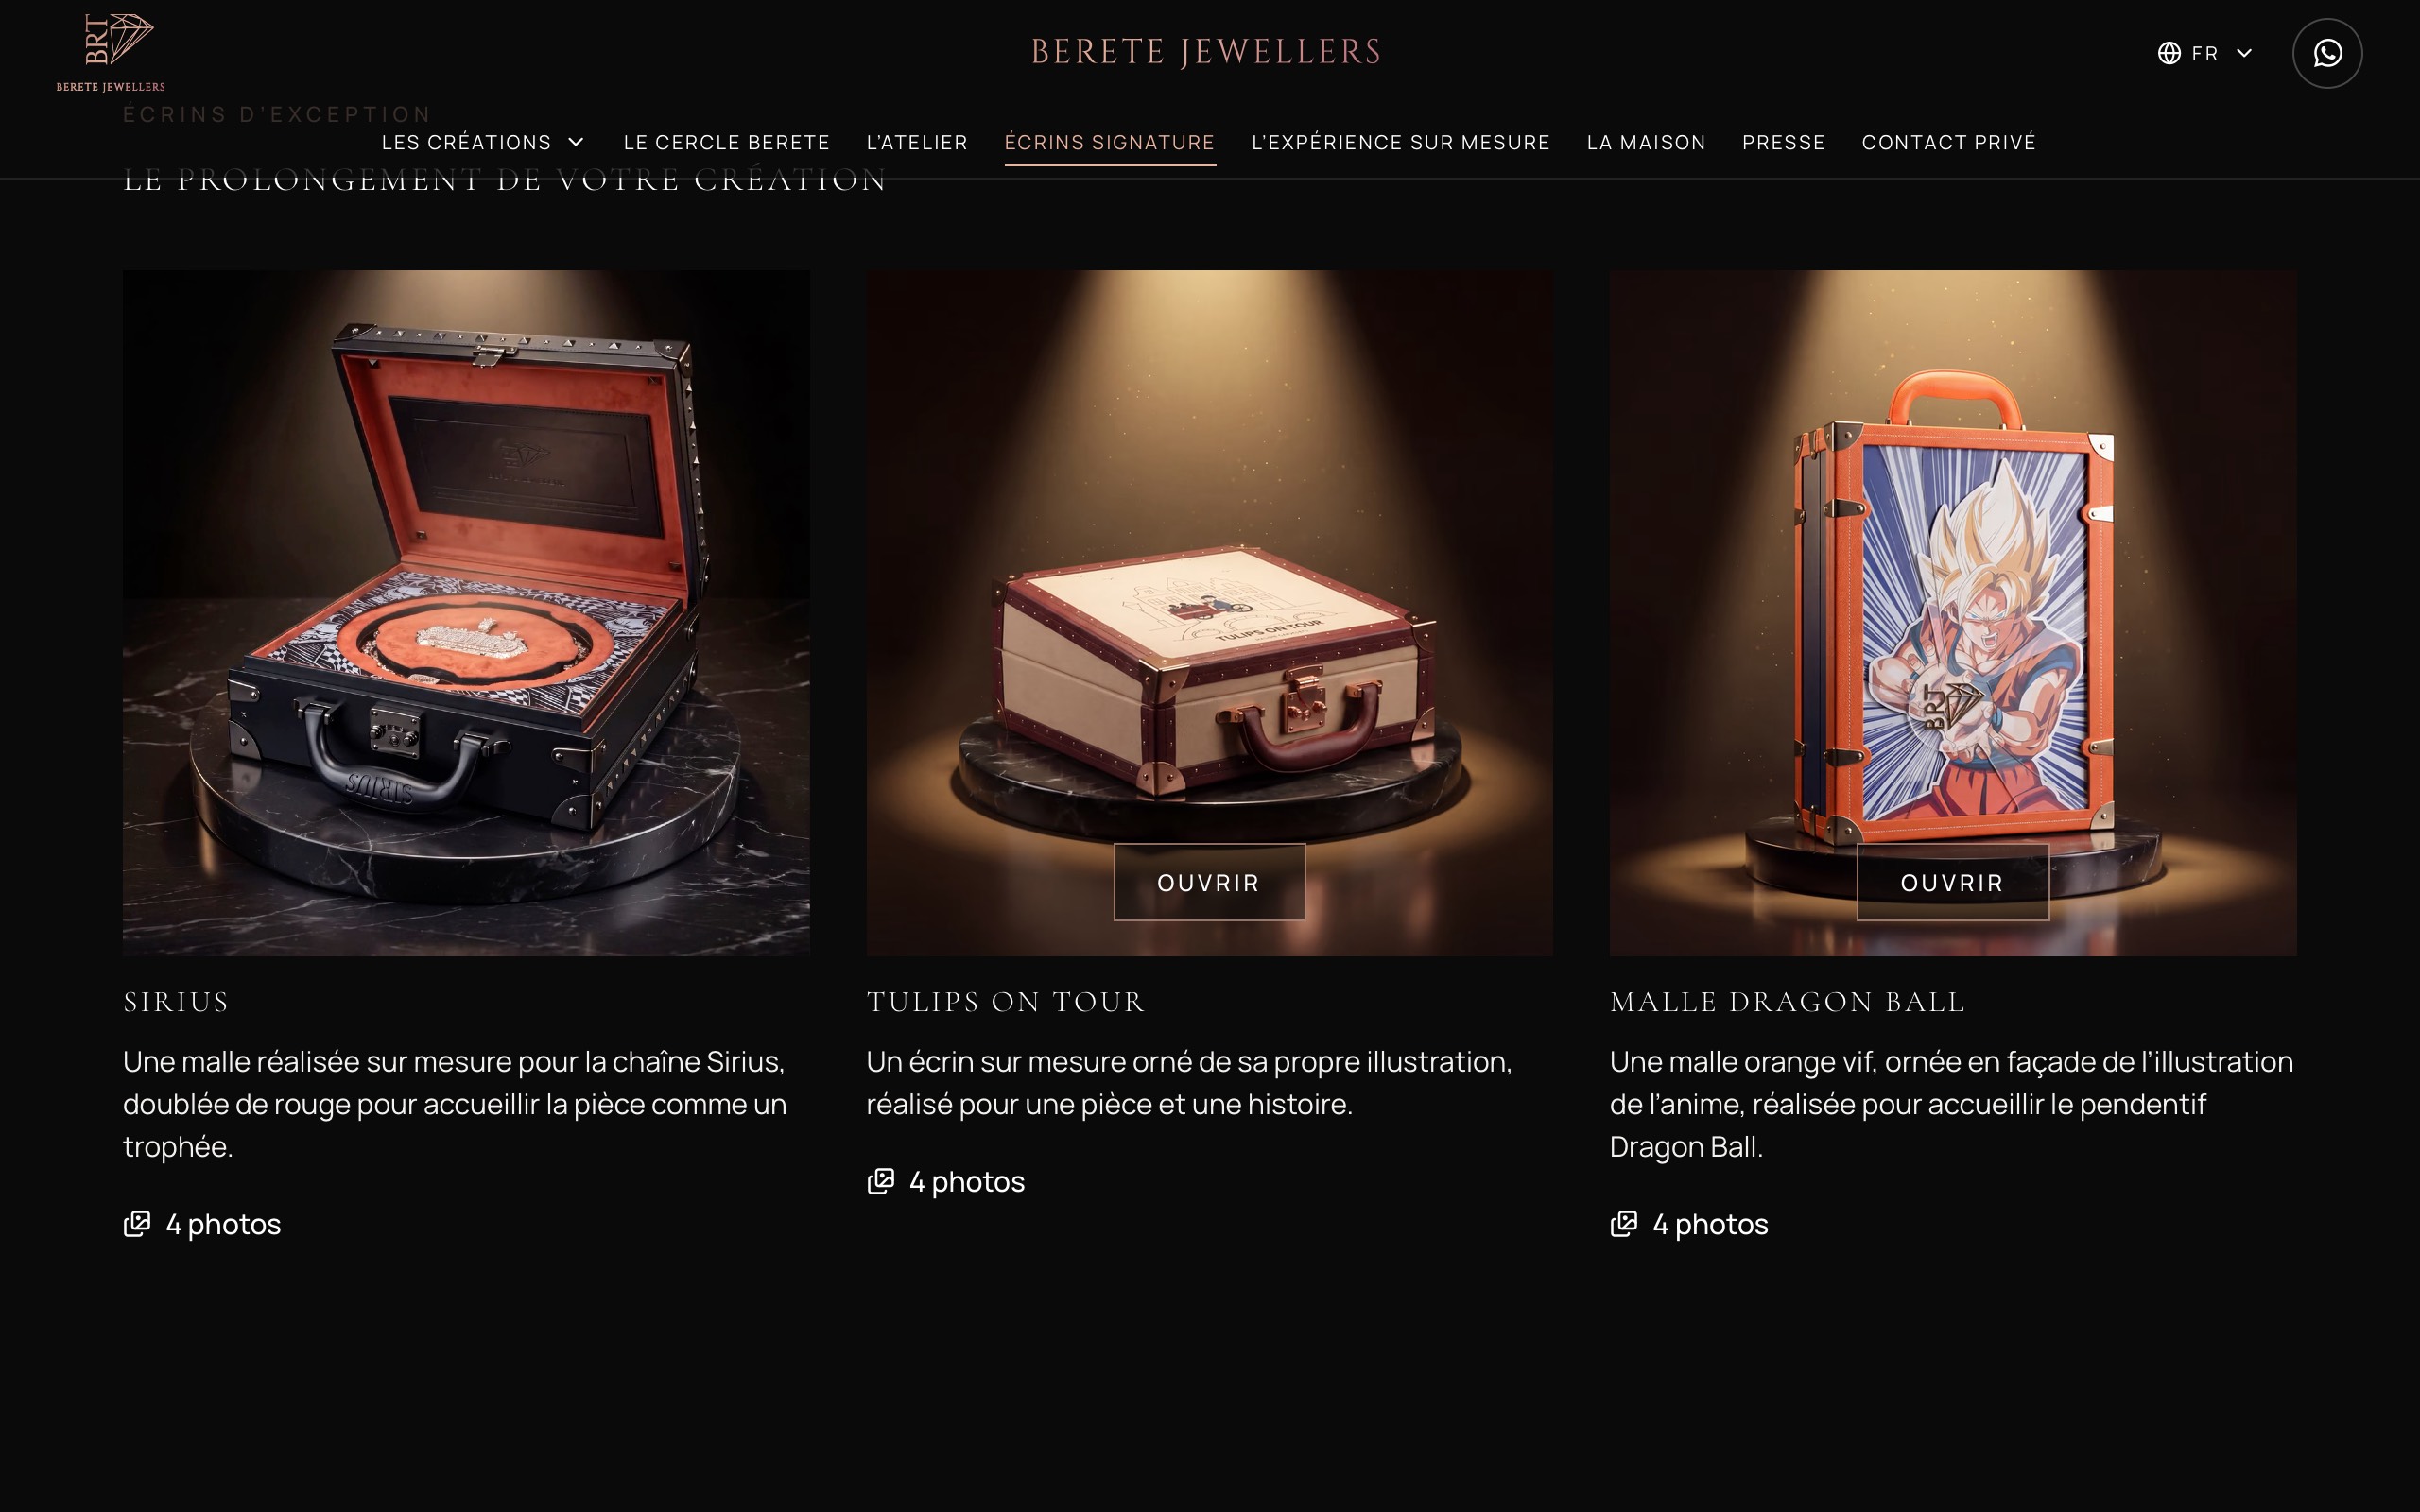 BRT
BERETE JEWELLERS
BERETE JEWELLERS
FR
ÉCRINS D’EXCEPTION
LES CRÉATIONS
LE CERCLE BERETE
L’ATELIER
ÉCRINS SIGNATURE
L’EXPÉRIENCE SUR MESURE
LA MAISON
PRESSE
CONTACT PRIVÉ
LE PROLONGEMENT DE VOTRE CRÉATION
SIRIUS
TULIPS ON TOUR
OUVRIR
BRT
OUVRIR
SIRIUS
Une malle réalisée sur mesure pour la chaîne Sirius,
doublée de rouge pour accueillir la pièce comme un
trophée.
4 photos
TULIPS ON TOUR
Un écrin sur mesure orné de sa propre illustration,
réalisé pour une pièce et une histoire.
4 photos
MALLE DRAGON BALL
Une malle orange vif, ornée en façade de l’illustration
de l’anime, réalisée pour accueillir le pendentif
Dragon Ball.
4 photos